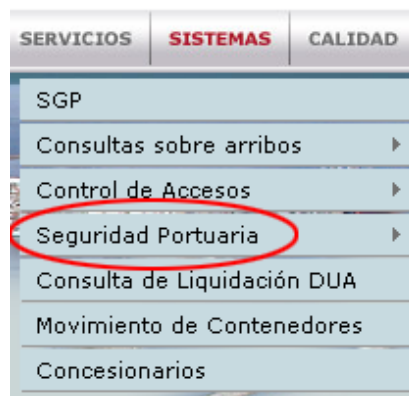 SERVICIOS SISTEMAS CALIDAD
SGP
Consultas sobre arribos
Control de Accesos
Seguridad Portuaria
Consulta de Liquidación DUA
Movimiento de Contenedores
Concesionarios